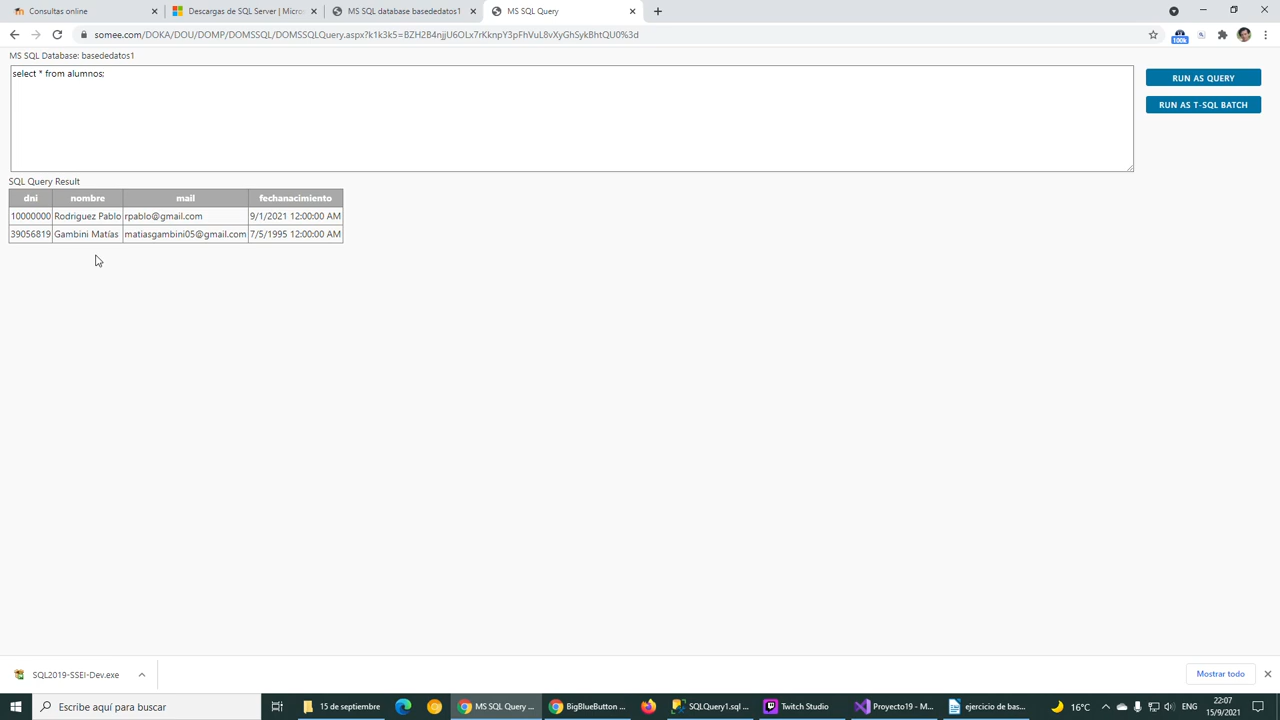 Consultas online
Descargas de SQL Server | Micros
MS SQL database basededatos1
MS SQL Query
somee.com/DOKA/DOU/DOMP/DOMSSQL/DOMSSQLQuery.aspx?k1k3k5=BZH2B4njjU6OLx7rKknpY3pFhVuL8vXyGhSykBhtQU0%3d
100k
MS SQL Database: basededatos1
select * from alumnos;
RUN AS QUERY
RUN AS T-SQL BATCH
SQL Query Result
dni nombre mail fechanacimiento
10000000 Rodriguez Pablo rpablo@gmail.com 9/1/2021 12:00:00 AM
39056819 Gambini Matías matiasgambini05@gmail.com 7/5/1995 12:00:00 AM
SQL2019-SSEI-Dev.exe
Mostrar todo
Escribe aquí para buscar
15 de septiembre
MS SQL Query ...
BigBlueButton ...
SQLQuery1.sql ...
Twitch Studio
Proyecto19 - M...
ejercicio de bas...
16°C
ENG
22:07
15/9/2021